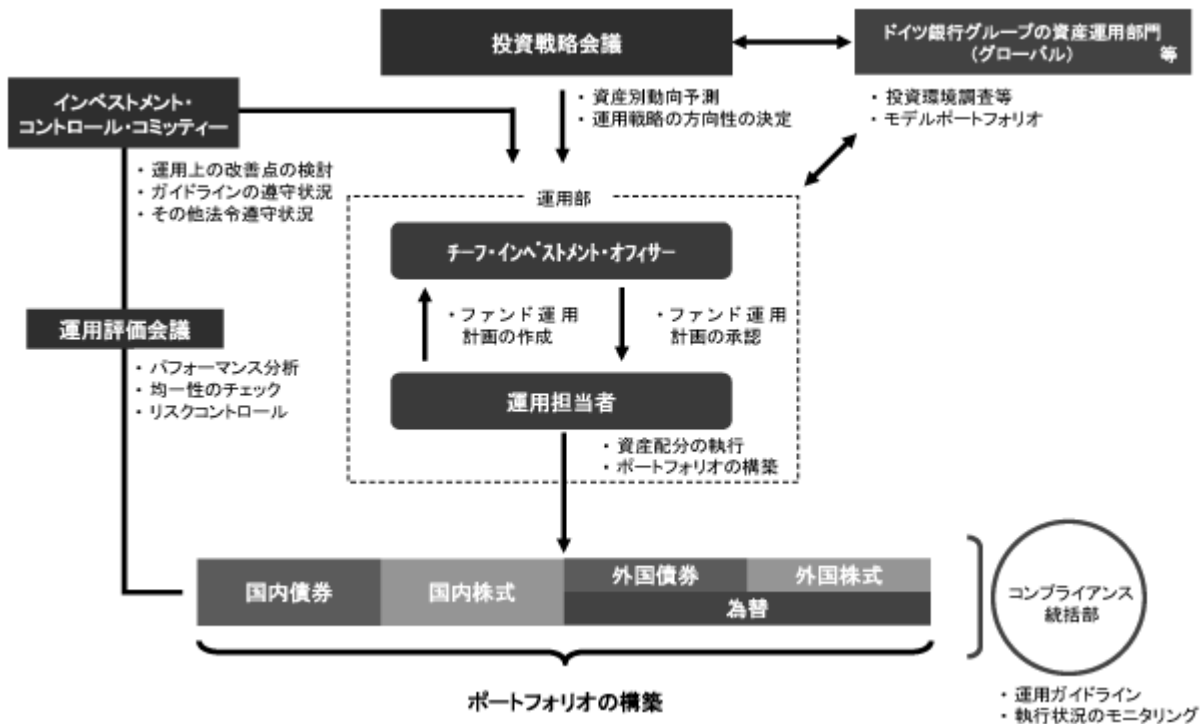 投資戦略会議
ドイツ銀行グループの資産運用部門
(グローバル) 等
・資産別動向予測
・運用戦略の方向性の決定
・投資環境調査等
・モデルポートフォリオ
インベストメント・
コントロール・コミッティー
・運用上の改善点の検討
・ガイドラインの遵守状況
・その他法令遵守状況
運用部
チーフ・インベストメント・オフィサー
・ファンド運用
計画の作成
・ファンド運用
計画の承認
運用評価会議
・パフォーマンス分析
・均一性のチェック
・リスクコントロール
運用担当者
・資産配分の執行
・ポートフォリオの構築
国内債券
国内株式
外国債券
外国株式
為替
コンプライアンス
統括部
ポートフォリオの構築
・運用ガイドライン
・執行状況のモニタリング